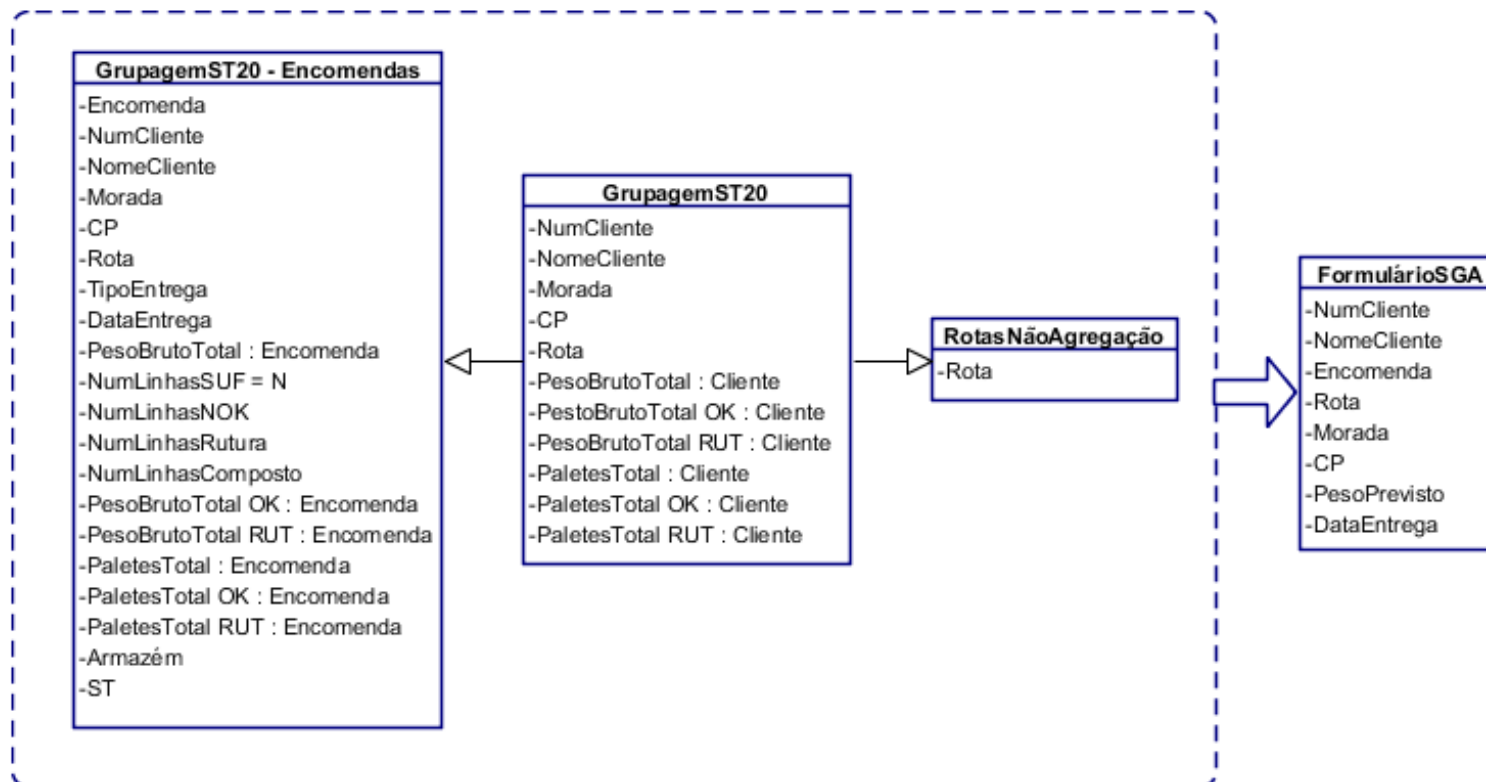 GrupagemST20 - Encomendas
-Encomenda
-NumCliente
-NomeCliente
-Morada
-CP
-Rota
-TipoEntrega
-DataEntrega
-PesoBrutoTotal : Encomenda
-NumLinhasSUF = N
-NumLinhasNOK
-NumLinhasRutura
-NumLinhasComposto
-PesoBrutoTotal OK : Encomenda
-PesoBrutoTotal RUT : Encomenda
-PaletesTotal : Encomenda
-PaletesTotal OK : Encomenda
-PaletesTotal RUT : Encomenda
-Armazém
-ST
GrupagemST20
-NumCliente
-NomeCliente
-Morada
-CP
-Rota
-PesoBrutoTotal : Cliente
-PestoBrutoTotal OK : Cliente
-PesoBrutoTotal RUT : Cliente
-PaletesTotal : Cliente
-PaletesTotal OK : Cliente
-PaletesTotal RUT : Cliente
RotasNãoAgregação
-Rota
FormulárioSGA
-NumCliente
-NomeCliente
-Encomenda
-Rota
-Morada
-CP
-PesoPrevisto
-DataEntrega